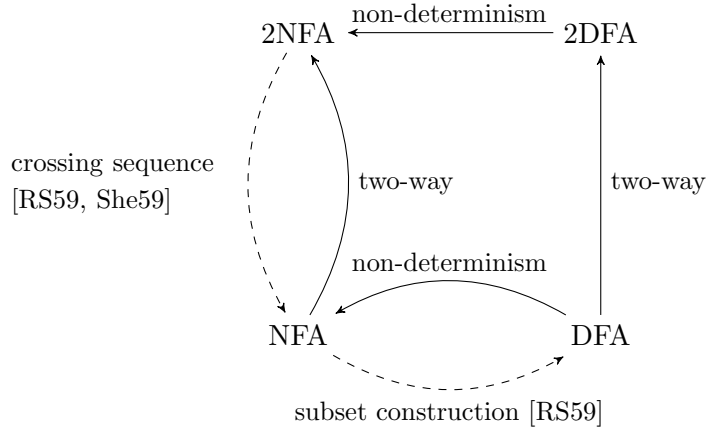 non-determinism
2NFA
2DFA
crossing sequence
[RS59, She59]
two-way
two-way
non-determinism
NFA
DFA
subset construction [RS59]